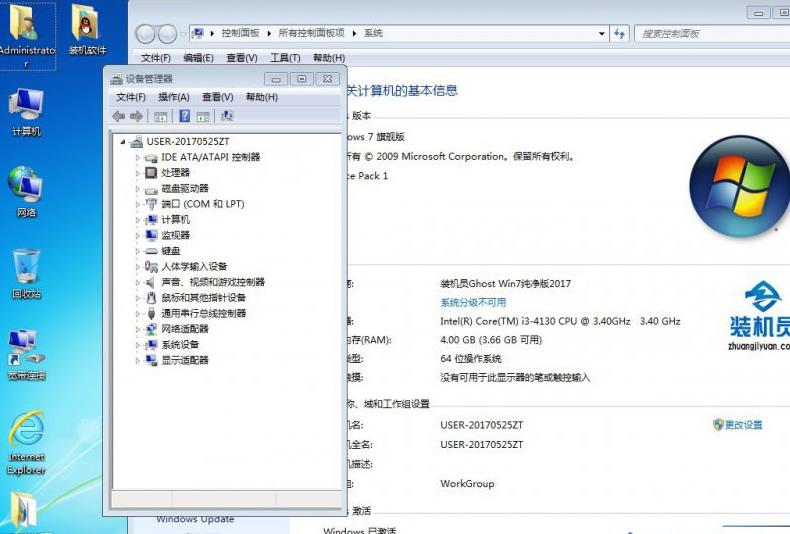 Administrato
r
装机软件
计算机
网络
回收站
宽带连接
Internet
Explorer
控制面板
所有控制面板项
系统
搜索控制面板
文件(F) 编辑(E) 查看(V) 工具(T) 帮助(H)
设备管理器
文件(F) 操作(A) 查看(V) 帮助(H)
USER-20170525ZT
IDE ATA/ATAPI 控制器
处理器
磁盘驱动器
端口 (COM 和 LPT)
计算机
监视器
键盘
人体学输入设备
声音、视频和游戏控制器
鼠标和其他指针设备
通用串行总线控制器
网络适配器
系统设备
显示适配器
关计算机的基本信息
s 版本
ws 7 旗舰版
所有 © 2009 Microsoft Corporation。保留所有权利。
ce Pack 1
商:
装机员Ghost Win7纯净版2017
系统分级不可用
器:
Intel(R) Core(TM) i3-4130 CPU @ 3.40GHz 3.40 GHz
内存(RAM):
4.00 GB (3.66 GB 可用)
类型:
64 位操作系统
触摸:
没有可用于此显示器的笔或触控输入
称、域和工作组设置
机名:
USER-20170525ZT
更改设置
机全名:
USER-20170525ZT
机描述:
组:
WorkGroup
s 激活
Windows 已激活
装机员
zhuangjiyuan.co
Windows Update